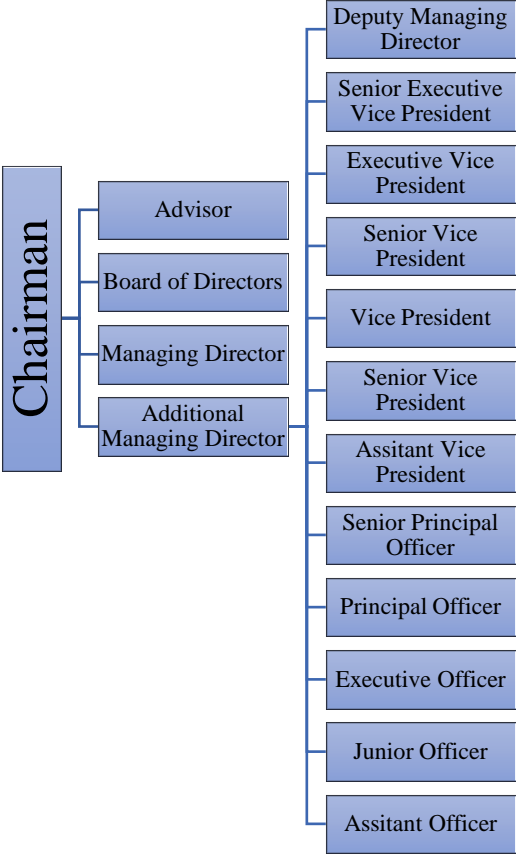 Chairman
Advisor
Board of Directors
Managing Director
Additional
Managing Director
Deputy Managing
Director
Senior Executive
Vice President
Executive Vice
President
Senior Vice
President
Vice President
Senior Vice
President
Assitant Vice
President
Senior Principal
Officer
Principal Officer
Executive Officer
Junior Officer
Assitant Officer